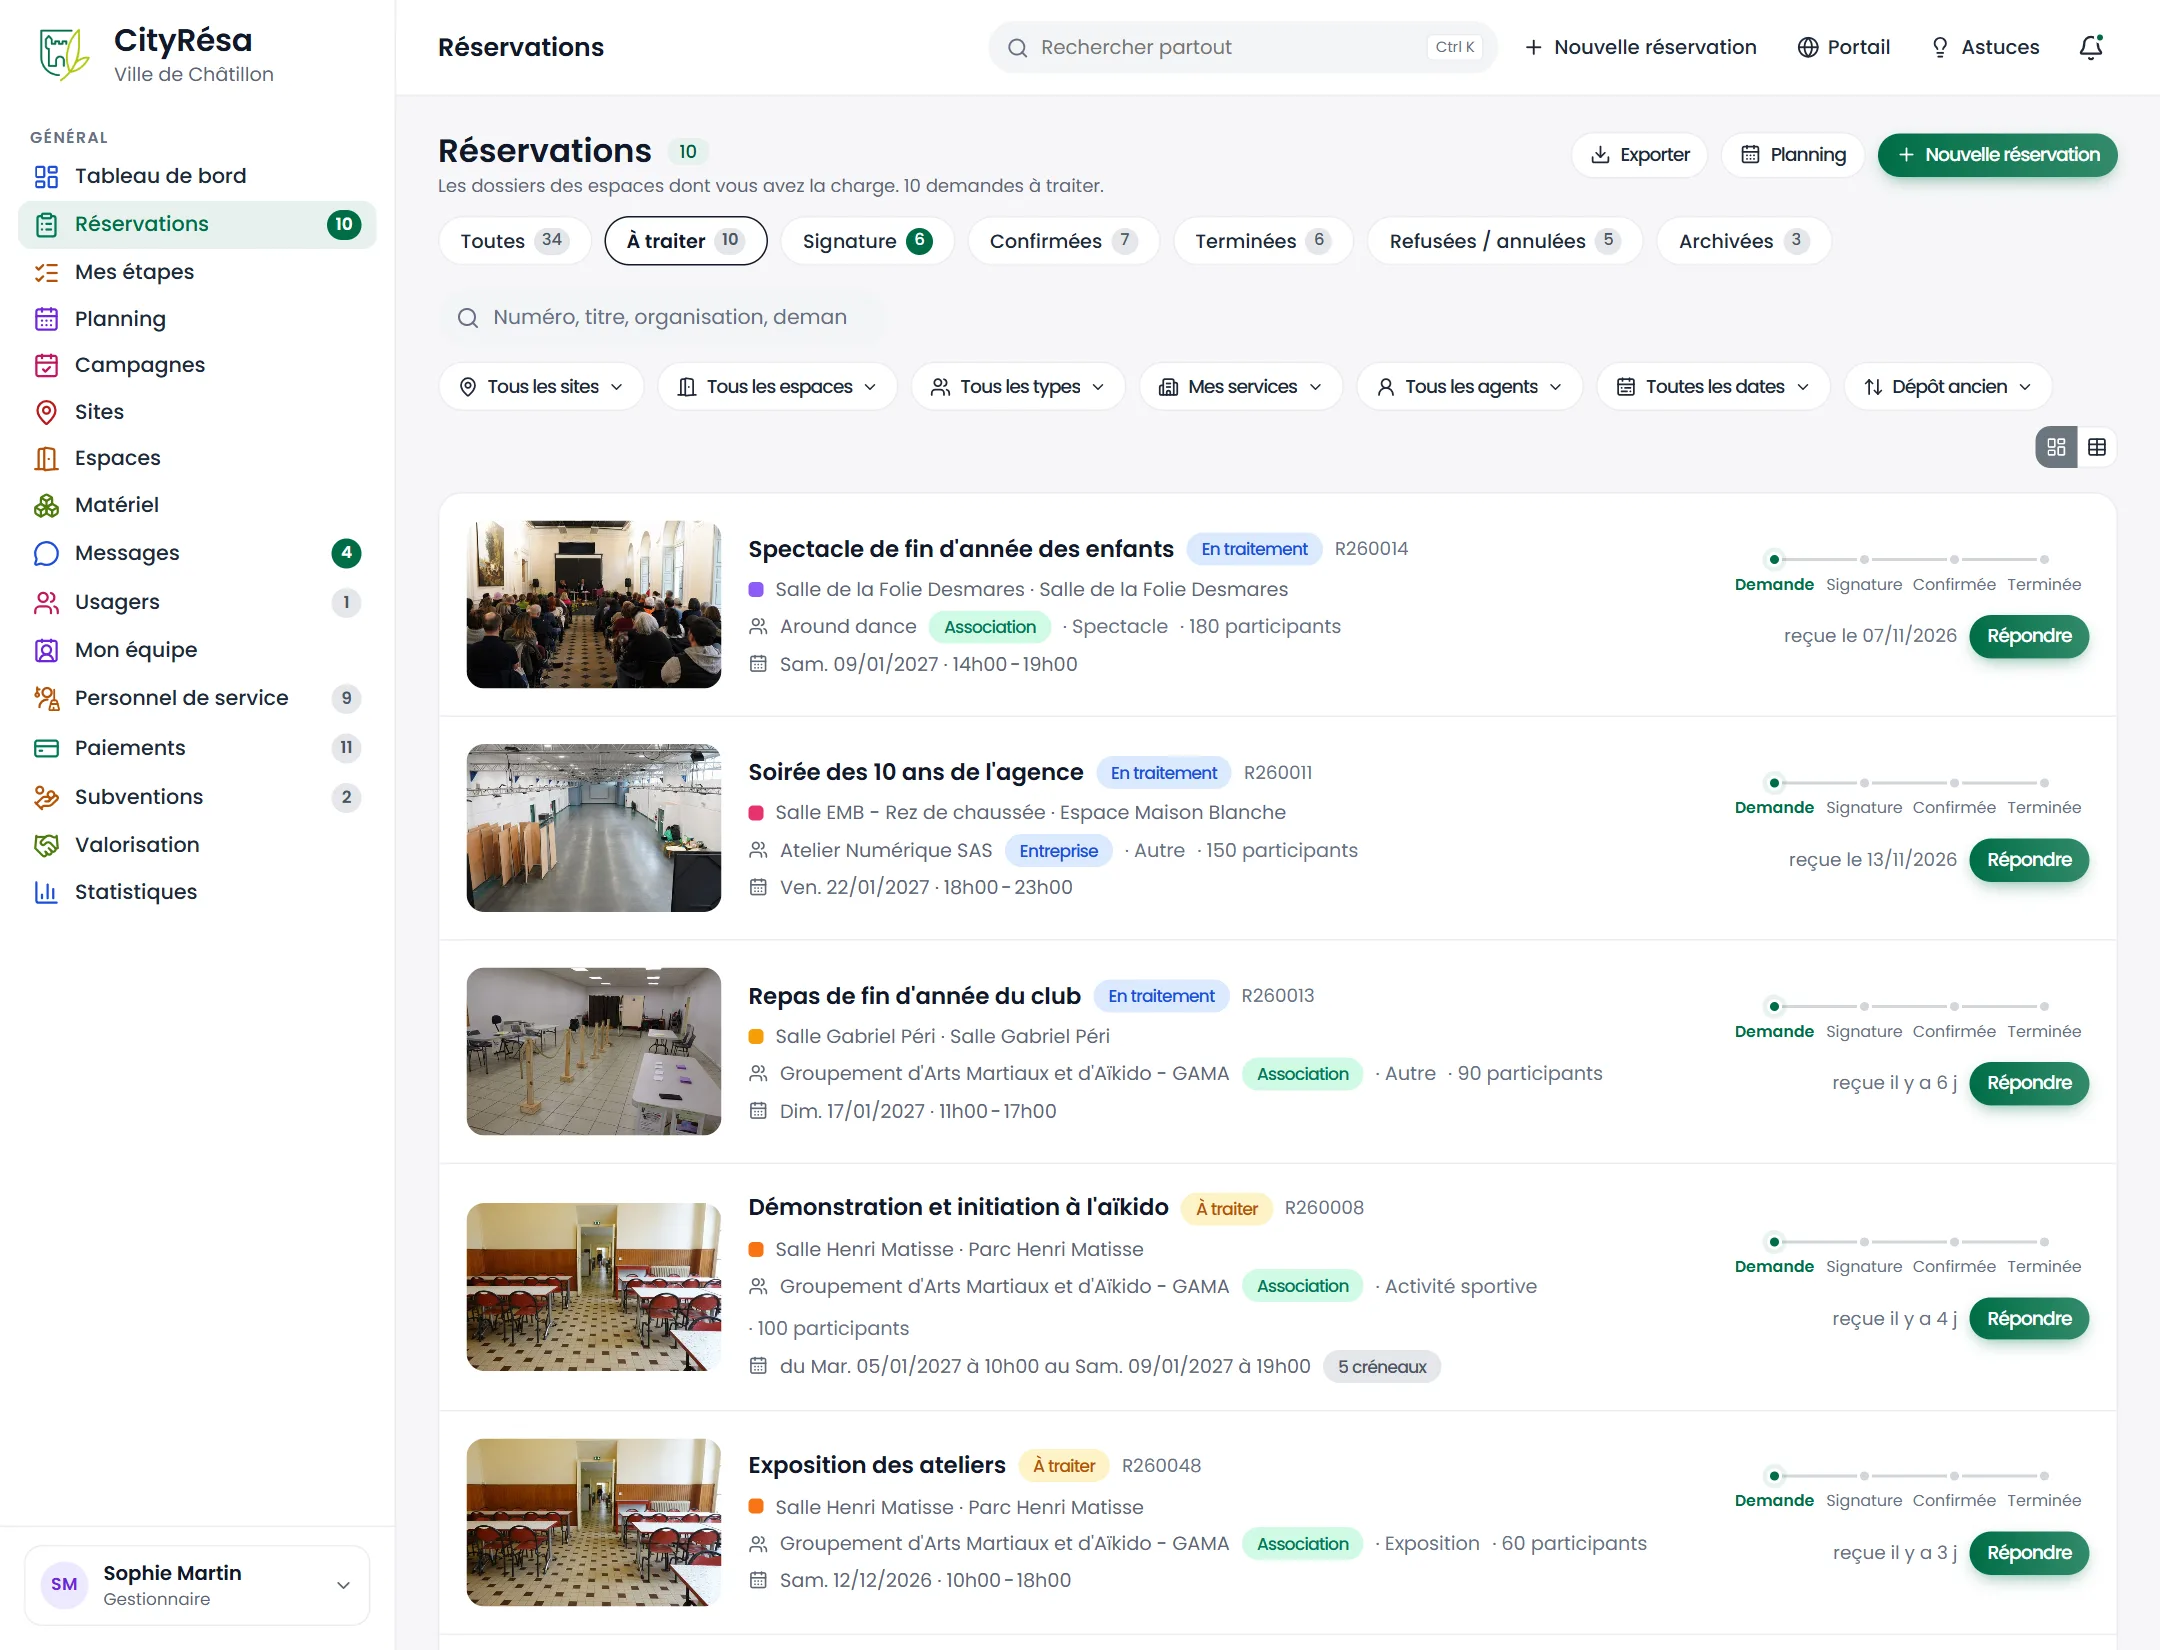 CityRésa
Ville de Châtillon
GÉNÉRAL
Tableau de bord
Réservations 10
Mes étapes
Planning
Campagnes
Sites
Espaces
Matériel
Messages 4
Usagers 1
Mon équipe
Personnel de service 9
Paiements 11
Subventions 2
Valorisation
Statistiques
SM
Sophie Martin
Gestionnaire
Réservations
Rechercher partout Ctrl K
Nouvelle réservation
Portail
Astuces
Réservations 10
Les dossiers des espaces dont vous avez la charge. 10 demandes à traiter.
Exporter
Planning
Nouvelle réservation
Toutes 34
À traiter 10
Signature 6
Confirmées 7
Terminées 6
Refusées / annulées 5
Archivées 3
Numéro, titre, organisation, deman
Tous les sites
Tous les espaces
Tous les types
Mes services
Tous les agents
Toutes les dates
Dépôt ancien
Spectacle de fin d'année des enfants En traitement R260014
Salle de la Folie Desmares · Salle de la Folie Desmares
Around dance Association · Spectacle · 180 participants
Sam. 09/01/2027 · 14h00 – 19h00
Demande Signature Confirmée Terminée
reçue le 07/11/2026 Répondre
Soirée des 10 ans de l'agence En traitement R260011
Salle EMB - Rez de chaussée · Espace Maison Blanche
Atelier Numérique SAS Entreprise · Autre · 150 participants
Ven. 22/01/2027 · 18h00 – 23h00
Demande Signature Confirmée Terminée
reçue le 13/11/2026 Répondre
Repas de fin d'année du club En traitement R260013
Salle Gabriel Péri · Salle Gabriel Péri
Groupement d'Arts Martiaux et d'Aïkido - GAMA Association · Autre · 90 participants
Dim. 17/01/2027 · 11h00 – 17h00
Demande Signature Confirmée Terminée
reçue il y a 6 j Répondre
Démonstration et initiation à l'aïkido À traiter R260008
Salle Henri Matisse · Parc Henri Matisse
Groupement d'Arts Martiaux et d'Aïkido - GAMA Association · Activité sportive
· 100 participants
du Mar. 05/01/2027 à 10h00 au Sam. 09/01/2027 à 19h00 5 créneaux
Demande Signature Confirmée Terminée
reçue il y a 4 j Répondre
Exposition des ateliers À traiter R260048
Salle Henri Matisse · Parc Henri Matisse
Groupement d'Arts Martiaux et d'Aïkido - GAMA Association · Exposition · 60 participants
Sam. 12/12/2026 · 10h00 – 18h00
Demande Signature Confirmée Terminée
reçue il y a 3 j Répondre